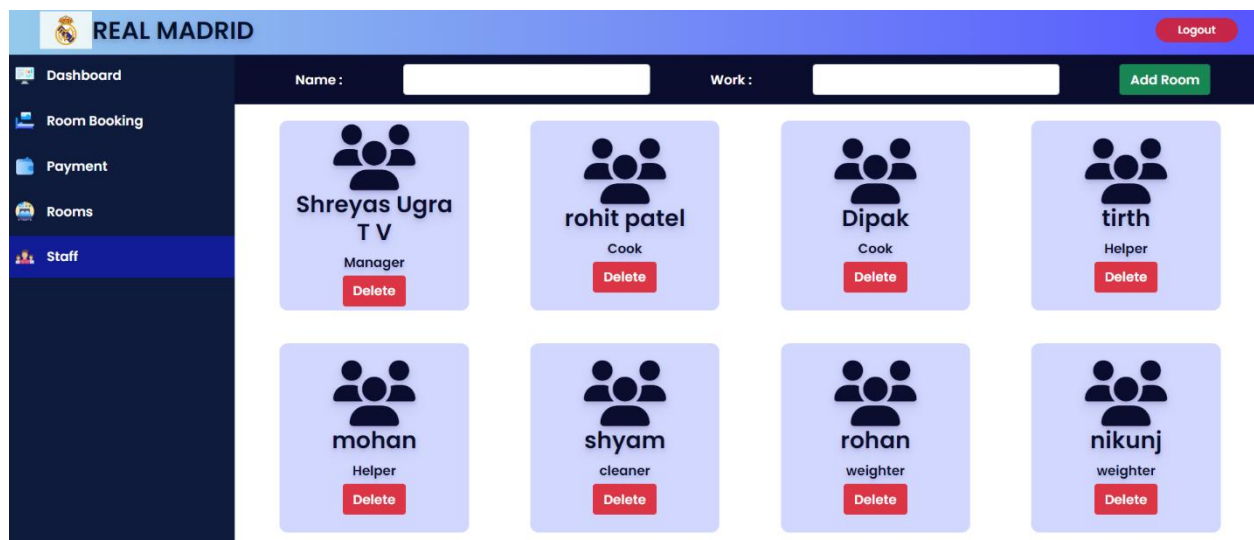 REAL MADRID
Logout
Dashboard
Name :
Work :
Add Room
Room Booking
Payment
Rooms
Staff
Shreyas Ugra
T V
Manager
Delete
rohit patel
Cook
Delete
Dipak
Cook
Delete
tirth
Helper
Delete
mohan
Helper
Delete
shyam
cleaner
Delete
rohan
weighter
Delete
nikunj
weighter
Delete